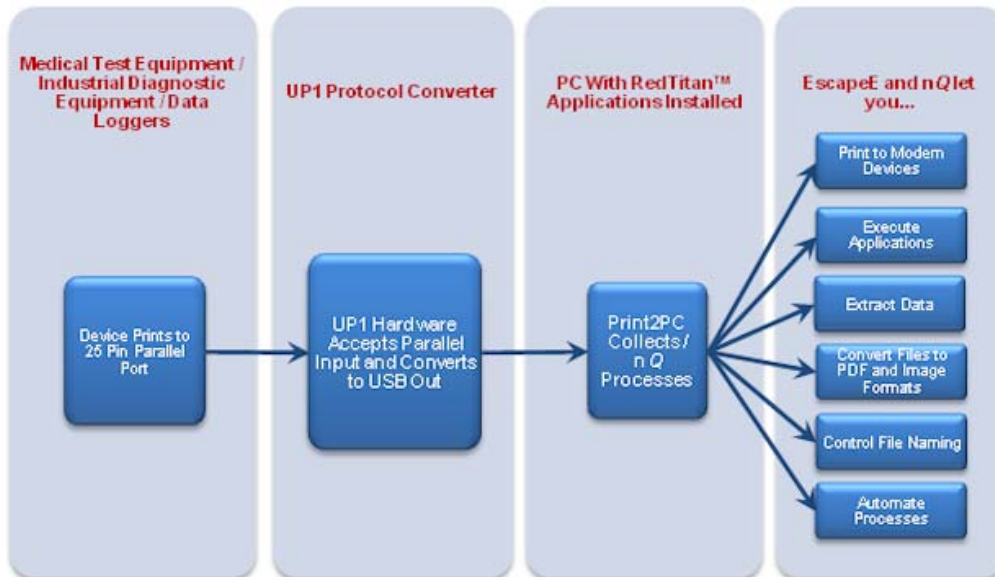 Medical Test Equipment /
Industrial Diagnostic
Equipment / Data
Loggers
UP1 Protocol Converter
PC With RedTitan™
Applications Installed
EscapeE and nQ let
you...
Device Prints to
25 Pin Parallel
Port
UP1 Hardware
Accepts Parallel
Input and Converts
to USB Out
Print2PC
Collects /
nQ
Processes
Print to Modern
Devices
Execute
Applications
Extract Data
Convert Files to
PDF and Image
Formats
Control File Naming
Automate
Processes